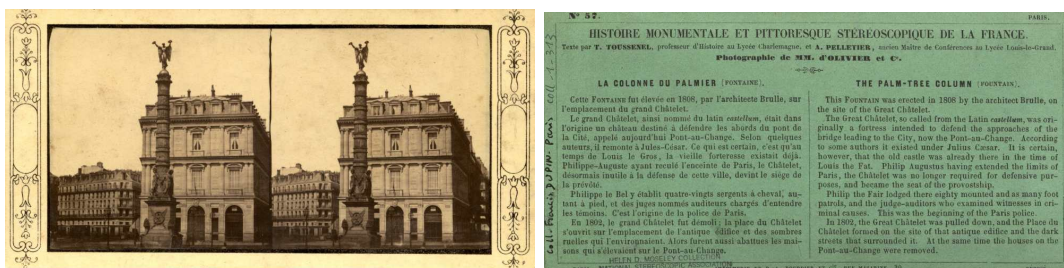 Nº 57.
PARIS.
HISTOIRE MONUMENTALE ET PITTORESQUE STÉRÉOSCOPIQUE DE LA FRANCE.
Texte par T. TOUSSENEL, professeur d'Histoire au Lycée Charlemagne, et A. PELLETIER, ancien Maître de Conférences au Lycée Louis-le-Grand.
Photographie de MM. d'OLIVIER et Cº.
LA COLONNE DU PALMIER (FONTAINE).
Cette FONTAINE fut élevée en 1808, par l'architecte Brulle, sur
l'emplacement du grand Châtelet.
Le grand Châtelet, ainsi nommé du latin castellum, était dans
l'origine un château destiné à défendre les abords du pont de
la Cité, appelé aujourd'hui Pont-au-Change. Selon quelques
auteurs, il remonte à Jules-César. Ce qui est certain, c'est qu'au
temps de Louis le Gros, la vieille forteresse existait déjà.
Philippe-Auguste ayant reculé l'enceinte de Paris, le Châtelet,
désormais inutile à la défense de cette ville, devint le siége de
la prévôté.
Philippe le Bel y établit quatre-vingts sergents à cheval, au-
tant à pied, et des juges nommés auditeurs chargés d'entendre
les témoins. C'est l'origine de la police de Paris.
En 1802, le grand Châtelet fut démoli; la place du Châtelet
s'ouvrit sur l'emplacement de l'antique édifice et des sombres
ruelles qui l'environnaient. Alors furent aussi abattues les mai-
sons qui s'élevaient sur le Pont-au-Change.
THE PALM-TREE COLUMN (FOUNTAIN).
This FOUNTAIN was erected in 1808 by the architect Brulle, on
the site of the Great Châtelet.
The Great Châtelet, so called from the Latin castellum, was ori-
ginally a fortress intended to defend the approaches of the
bridge leading to the City, now the Pont-au-Change. According
to some authors it existed under Julius Cæsar. It is certain,
however, that the old castle was already there in the time of
Louis the Fat. Philip Augustus having extended the limits of
Paris, the Châtelet was no longer required for defensive pur-
poses, and became the seat of the provostship.
Philip the Fair lodged there eighty mounted and as many foot
patrols, and the judge-auditors who examined witnesses in cri-
minal causes. This was the beginning of the Paris police.
In 1802, the Great Châtelet was pulled down, and the Place du
Châtelet formed on the site of that antique edifice and the dark
streets that surrounded it. At the same time the houses on the
Pont-au-Change were removed.
HELEN D. MOSELEY COLLECTION
NATIONAL STEREOSCOPIC ASSOCIATION
coll. Francis DUPIN Paris coll-1-313